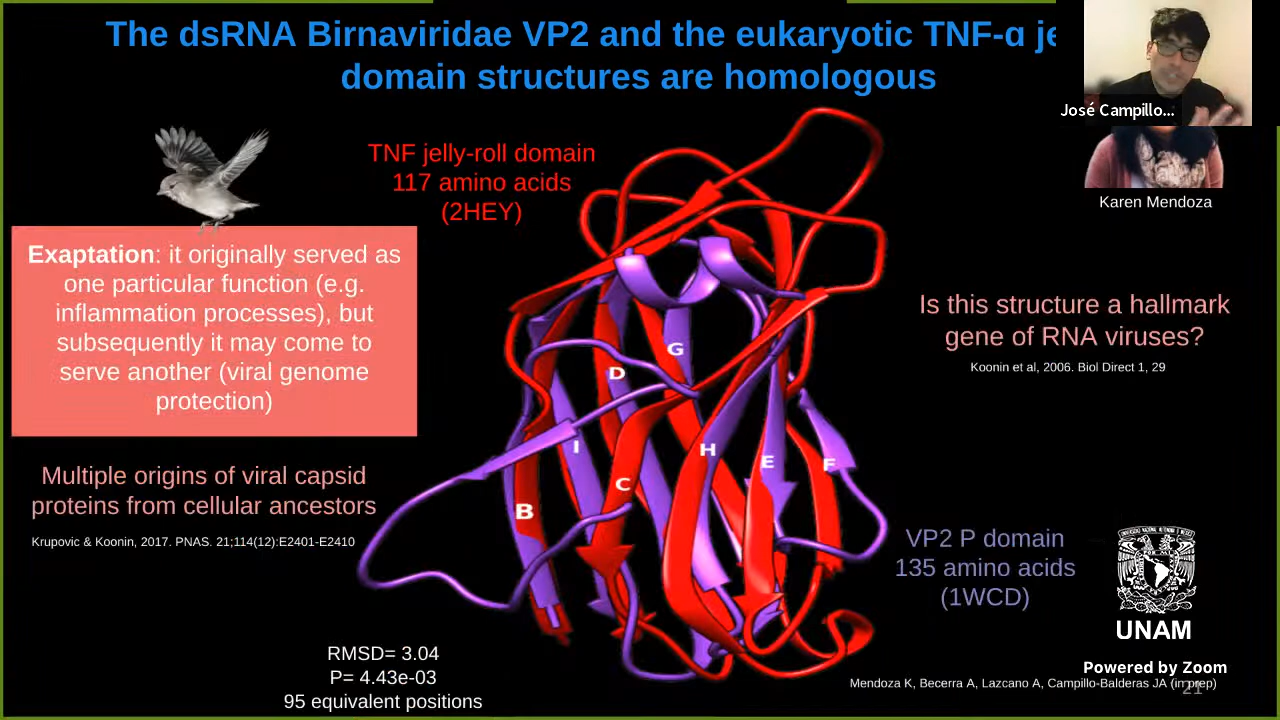 The dsRNA Birnaviridae VP2 and the eukaryotic TNF-α je
domain structures are homologous
José Campillo...
Karen Mendoza
TNF jelly-roll domain
117 amino acids
(2HEY)
Exaptation: it originally served as
one particular function (e.g.
inflammation processes), but
subsequently it may come to
serve another (viral genome
protection)
Is this structure a hallmark
gene of RNA viruses?
Koonin et al, 2006. Biol Direct 1, 29
G
D
I
H
E
F
C
B
Multiple origins of viral capsid
proteins from cellular ancestors
Krupovic & Koonin, 2017. PNAS. 21;114(12):E2401-E2410
VP2 P domain
135 amino acids
(1WCD)
UNAM
RMSD= 3.04
P= 4.43e-03
95 equivalent positions
Powered by Zoom
Mendoza K, Becerra A, Lazcano A, Campillo-Balderas JA (in prep)
21